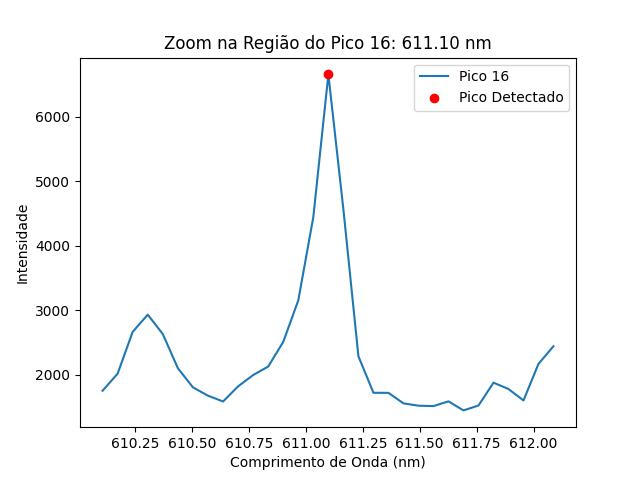 Zoom na Região do Pico 16: 611.10 nm
Pico 16
Pico Detectado
Intensidade
6000
5000
4000
3000
2000
610.25 610.50 610.75 611.00 611.25 611.50 611.75 612.00
Comprimento de Onda (nm)